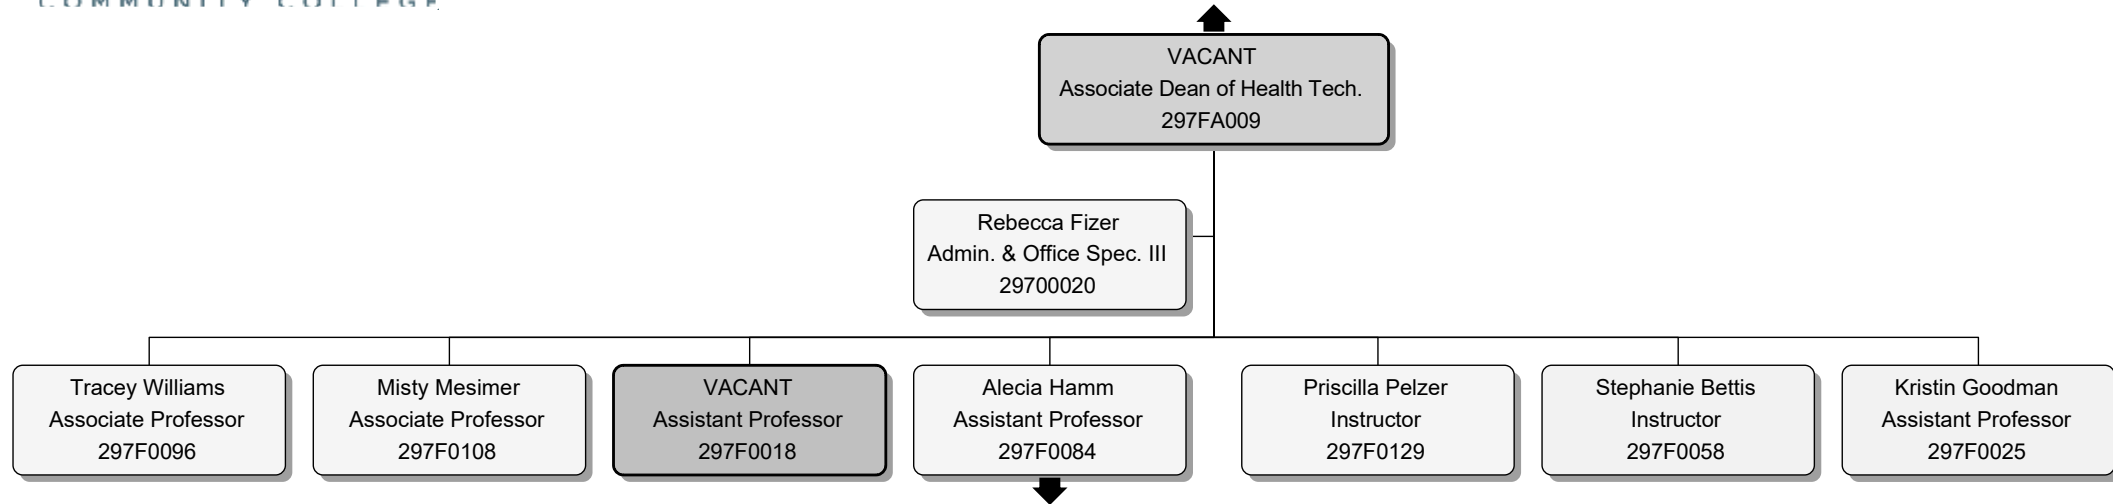 COMMUNITY COLLEGE
VACANT
Associate Dean of Health Tech.
297FA009
Rebecca Fizer
Admin. & Office Spec. III
29700020
Tracey Williams
Associate Professor
297F0096
Misty Mesimer
Associate Professor
297F0108
VACANT
Assistant Professor
297F0018
Alecia Hamm
Assistant Professor
297F0084
Priscilla Pelzer
Instructor
297F0129
Stephanie Bettis
Instructor
297F0058
Kristin Goodman
Assistant Professor
297F0025